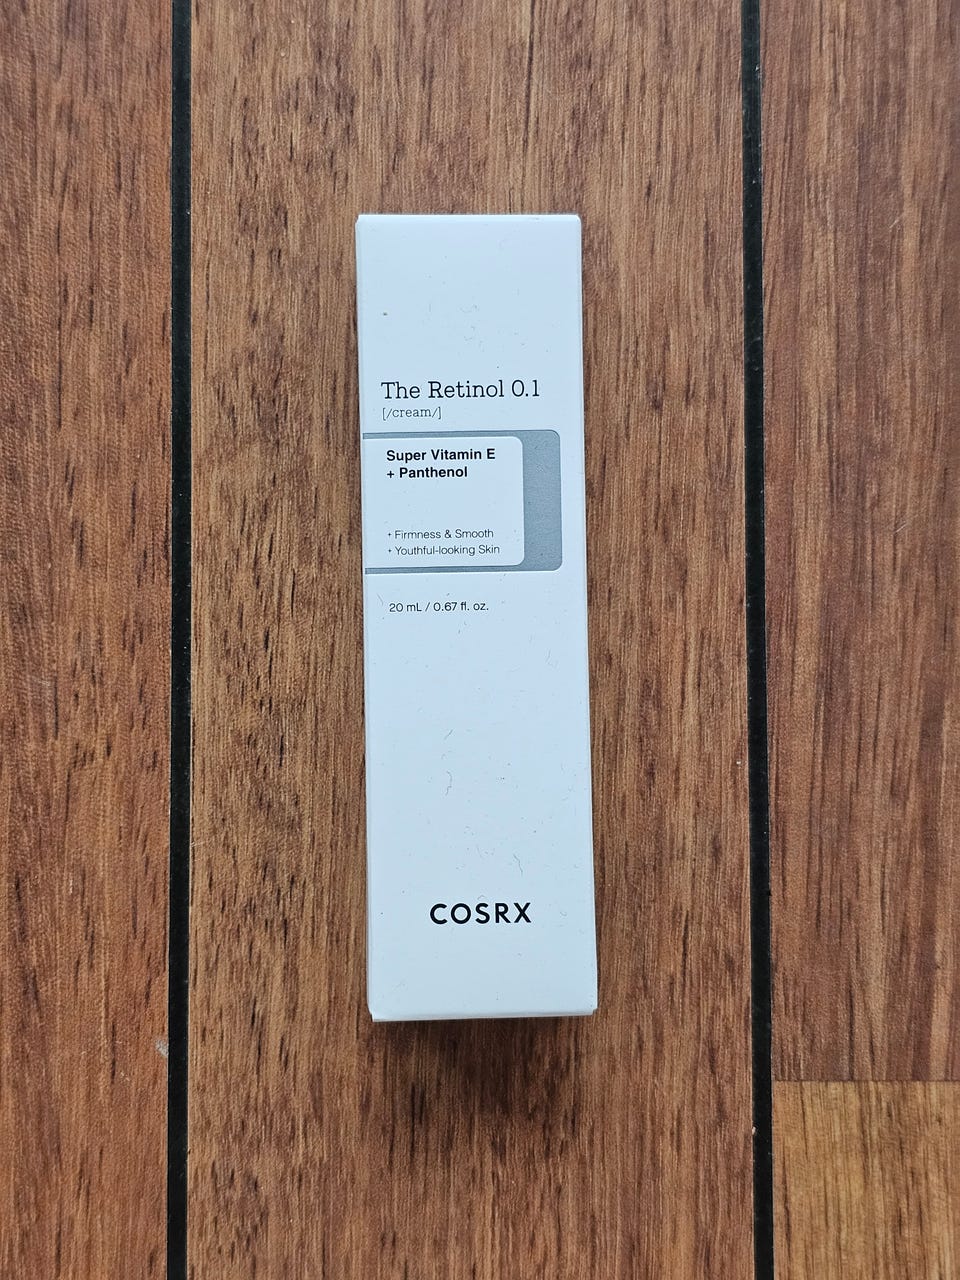 The Retinol 0.1
[/cream/]
Super Vitamin E
+ Panthenol
+ Firmness & Smooth
+ Youthful-looking Skin
20 mL / 0.67 fl. oz.
COSRX